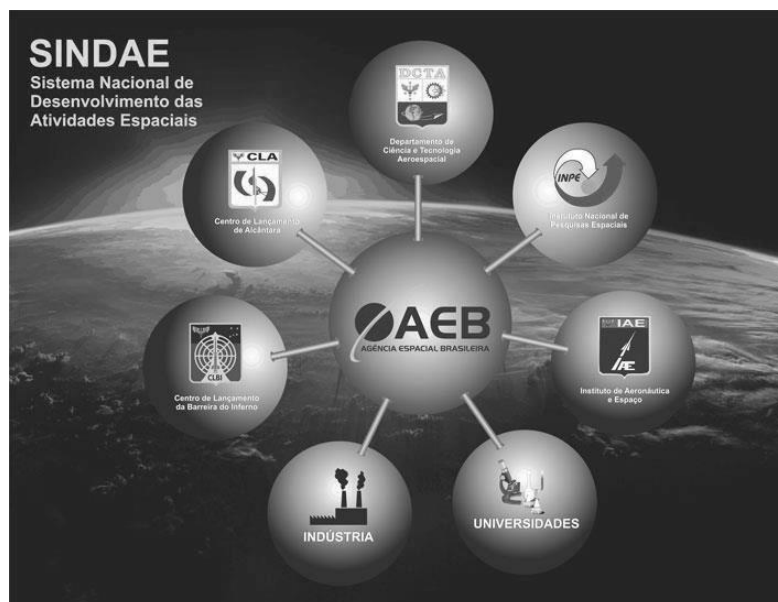 SINDAE
Sistema Nacional de
Desenvolvimento das
Atividades Espaciais
DCTA
Departamento de
Ciência e Tecnologia
Aeroespacial
CLA
Centro de Lançamento
de Alcântara
INPE
Instituto Nacional de
Pesquisas Espaciais
AEB
AGÊNCIA ESPACIAL BRASILEIRA
CLBI
Centro de Lançamento
da Barreira do Inferno
IAE
IAE
Instituto de Aeronáutica
e Espaço
INDÚSTRIA
UNIVERSIDADES